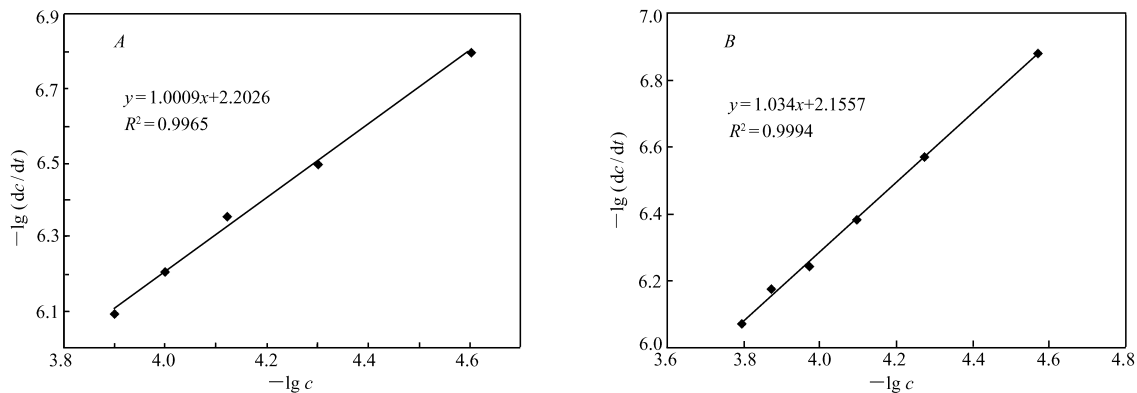 A
y=1.0009x+2.2026
R²=0.9965
6.9
6.7
6.5
6.3
6.1
3.8 4.0 4.2 4.4 4.6
—lg c
—lg (dc/dt)
B
y=1.034x+2.1557
R²=0.9994
7.0
6.8
6.6
6.4
6.2
6.0
3.6 3.8 4.0 4.2 4.4 4.6 4.8
—lg c
—lg (dc/dt)